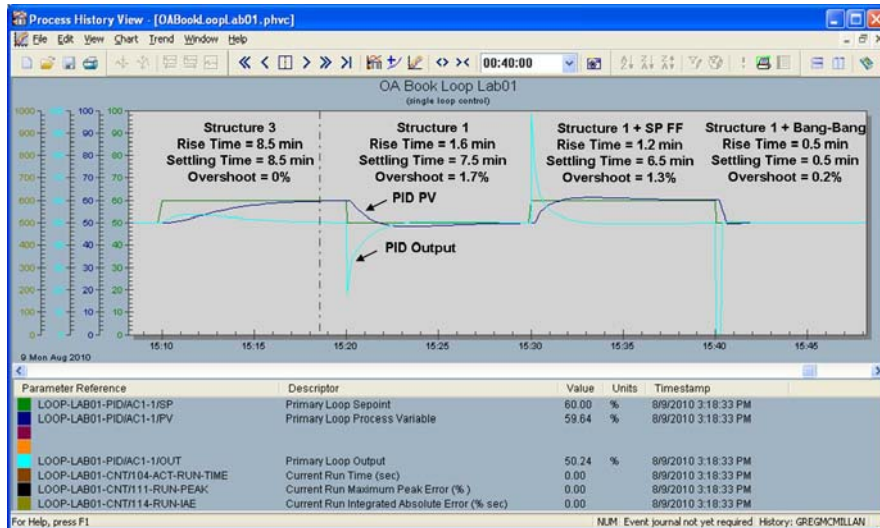 Process History View - [OABookLoopLab01.phvc]
File Edit View Chart Trend Window Help
00:40:00
OA Book Loop Lab01
(single loop control)
Structure 3
Rise Time = 8.5 min
Settling Time = 8.5 min
Overshoot = 0%
Structure 1
Rise Time = 1.6 min
Settling Time = 7.5 min
Overshoot = 1.7%
Structure 1 + SP FF
Rise Time = 1.2 min
Settling Time = 6.5 min
Overshoot = 1.3%
Structure 1 + Bang-Bang
Rise Time = 0.5 min
Settling Time = 0.5 min
Overshoot = 0.2%
PID PV
PID Output
1000 100 100
900 90 90
800 80 80
700 70 70
600 60 60
500 50 50
400 40 40
300 30 30
200 20 20
100 10 10
0 0 0
15:10 15:15 15:20 15:25 15:30 15:35 15:40 15:45
9 Mon Aug 2010
Parameter Reference Descriptor Value Units Timestamp
LOOP-LAB01-PID/AC1-1/SP Primary Loop Sepoint 60.00 % 8/9/2010 3:18:33 PM
LOOP-LAB01-PID/AC1-1/PV Primary Loop Process Variable 59.64 % 8/9/2010 3:18:33 PM
LOOP-LAB01-PID/AC1-1/OUT Primary Loop Output 50.24 % 8/9/2010 3:18:33 PM
LOOP-LAB01-CNT/104-ACT-RUN-TIME Current Run Time (sec) 0.00 8/9/2010 3:18:33 PM
LOOP-LAB01-CNT/111-RUN-PEAK Current Run Maximum Peak Error (% ) 0.00 8/9/2010 3:18:33 PM
LOOP-LAB01-CNT/114-RUN-IAE Current Run Integrated Absolute Error (% sec) 0.00 8/9/2010 3:18:33 PM
For Help, press F1
NUM Event journal not yet required History: GREGMCMILLAN